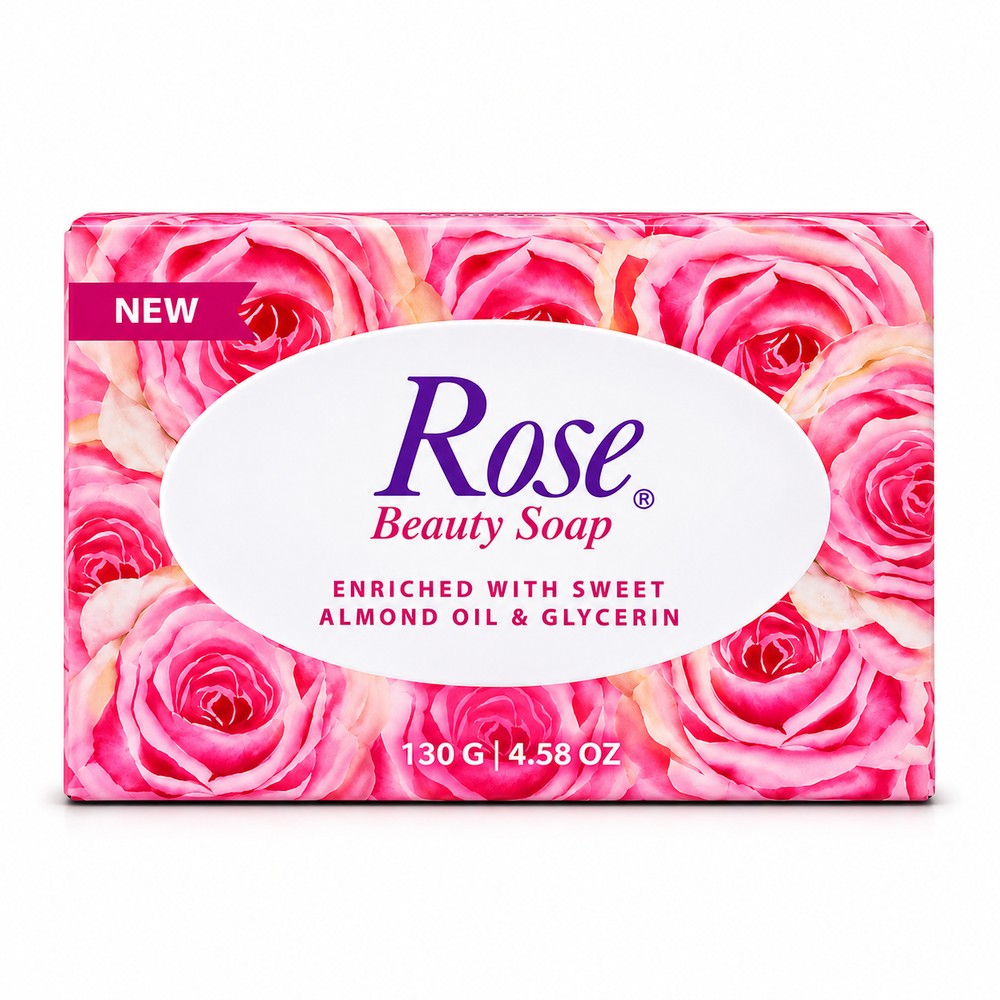 NEW
Rose®
Beauty Soap
ENRICHED WITH SWEET
ALMOND OIL & GLYCERIN
130 G | 4.58 OZ